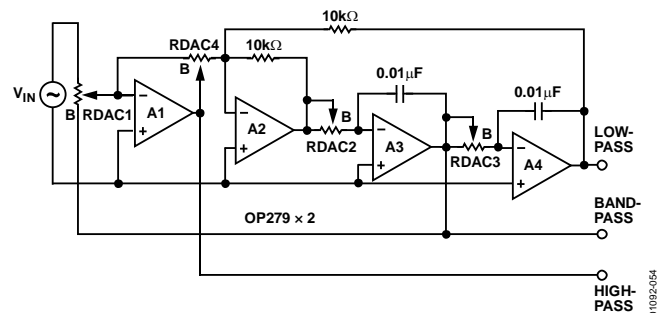 10kΩ
RDAC4
10kΩ
B
0.01μF
0.01μF
VIN
B
RDAC1
–
A1
+
–
A2
+
B
RDAC2
–
A3
+
B
RDAC3
–
A4
+
LOW-
PASS
OP279 × 2
BAND-
PASS
HIGH-
PASS
01092-054